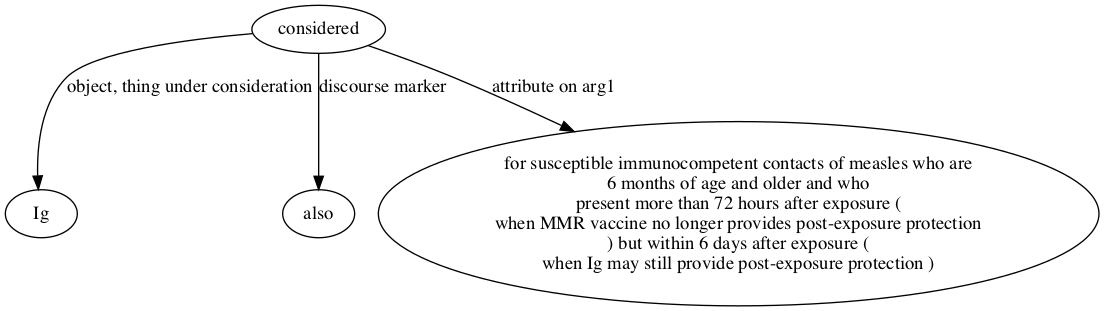 considered
object, thing under consideration
discourse marker
attribute on arg1
Ig
also
for susceptible immunocompetent contacts of measles who are
6 months of age and older and who
present more than 72 hours after exposure (
when MMR vaccine no longer provides post-exposure protection
) but within 6 days after exposure (
when Ig may still provide post-exposure protection )